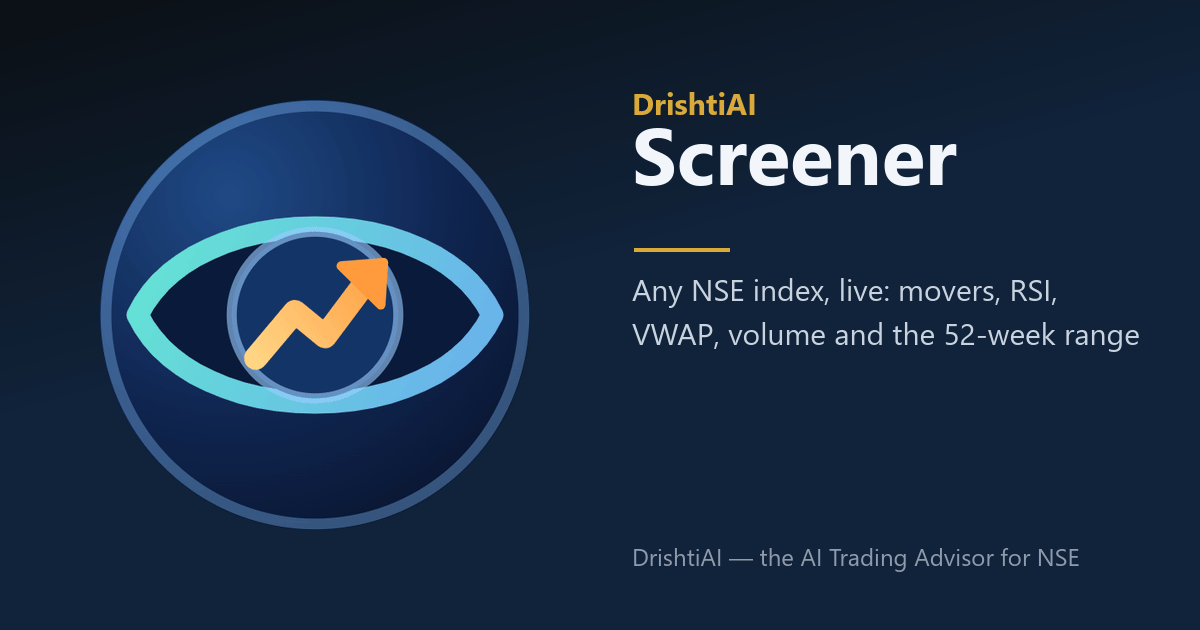 DrishtiAI
Screener
Any NSE index, live: movers, RSI,
VWAP, volume and the 52-week range
DrishtiAI — the AI Trading Advisor for NSE